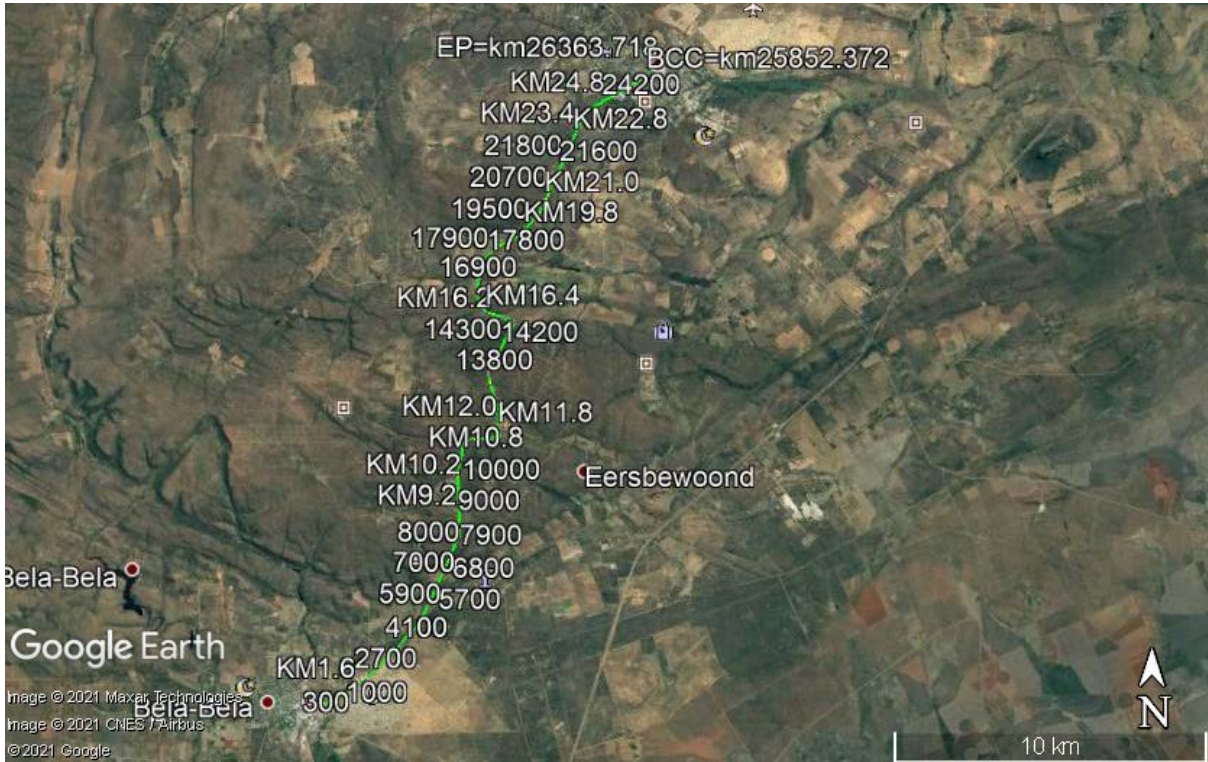 EP=km26363.718
BCC=km25852.372
KM24.8 24200
KM23.4 KM22.8
21800 21600
20700 KM21.0
19500 KM19.8
17900 17800
16900
KM16.2 KM16.4
14300 14200
13800
KM12.0 KM11.8
KM10.8
KM10.2 10000
Eersbewoond
KM9.2 9000
8000 7900
7000 6800
Bela-Bela
5900 5700
4100
Google Earth
KM1.6 2700
300 1000
Image © 2021 Maxar Technologies
Bela-Bela
Image © 2021 CNES / Airbus
© 2021 Google
N
10 km